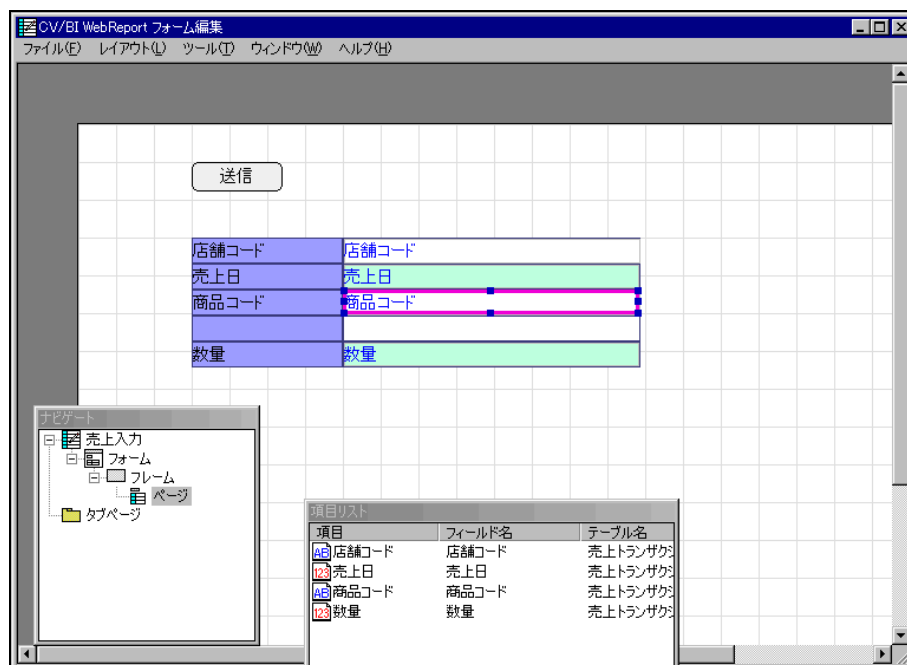 CV/BI WebReport フォーム編集
ファイル(F) レイアウト(L) ツール(T) ウィンドウ(W) ヘルプ(H)
送信
店舗コード 店舗コード
売上日 売上日
商品コード 商品コード
数量 数量
ナビゲート
売上入力
フォーム
フレーム
ページ
タブページ
項目リスト
項目 フィールド名 テーブル名
AB 店舗コード 店舗コード 売上トランザクシ
123 売上日 売上日 売上トランザクシ
AB 商品コード 商品コード 売上トランザクシ
123 数量 数量 売上トランザクシ